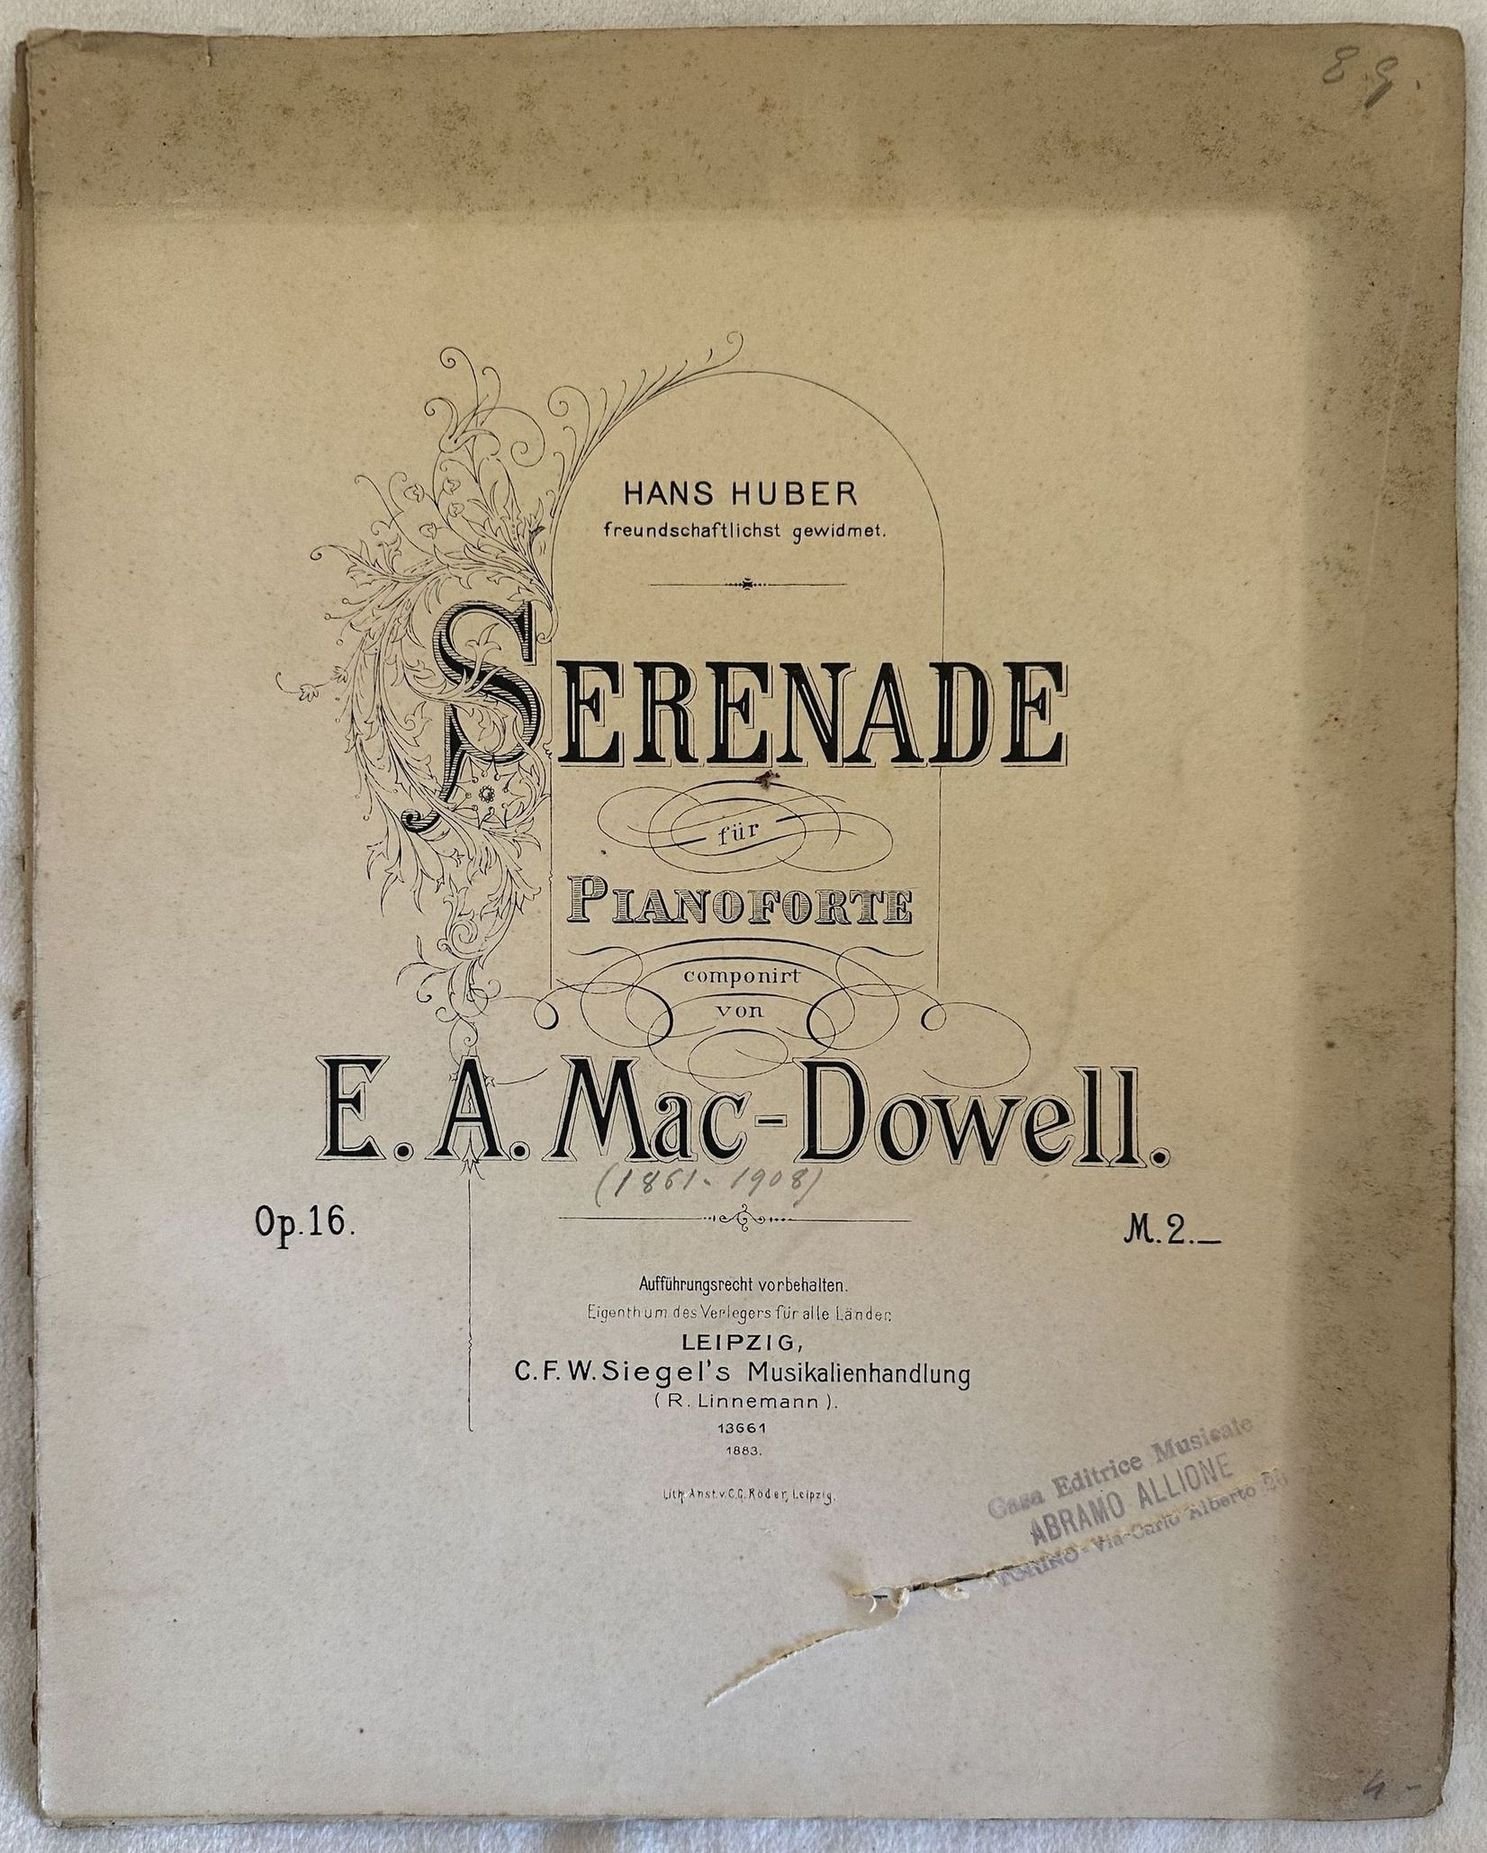 89.
HANS HUBER
freundschaftlichst gewidmet.
SERENADE
für
PIANOFORTE
componirt
von
E. A. Mac-Dowell.
(1861-1908)
Op. 16.
M. 2._
Aufführungsrecht vorbehalten.
Eigenthum des Verlegers für alle Länder.
LEIPZIG,
C. F. W. Siegel's Musikalienhandlung
(R. Linnemann).
13661
1883.
Lith. Anst. v. C. G. Röder, Leipzig.
Casa Editrice Musicale
ABRAMO ALLIONE
TORINO - Via Carlo Alberto